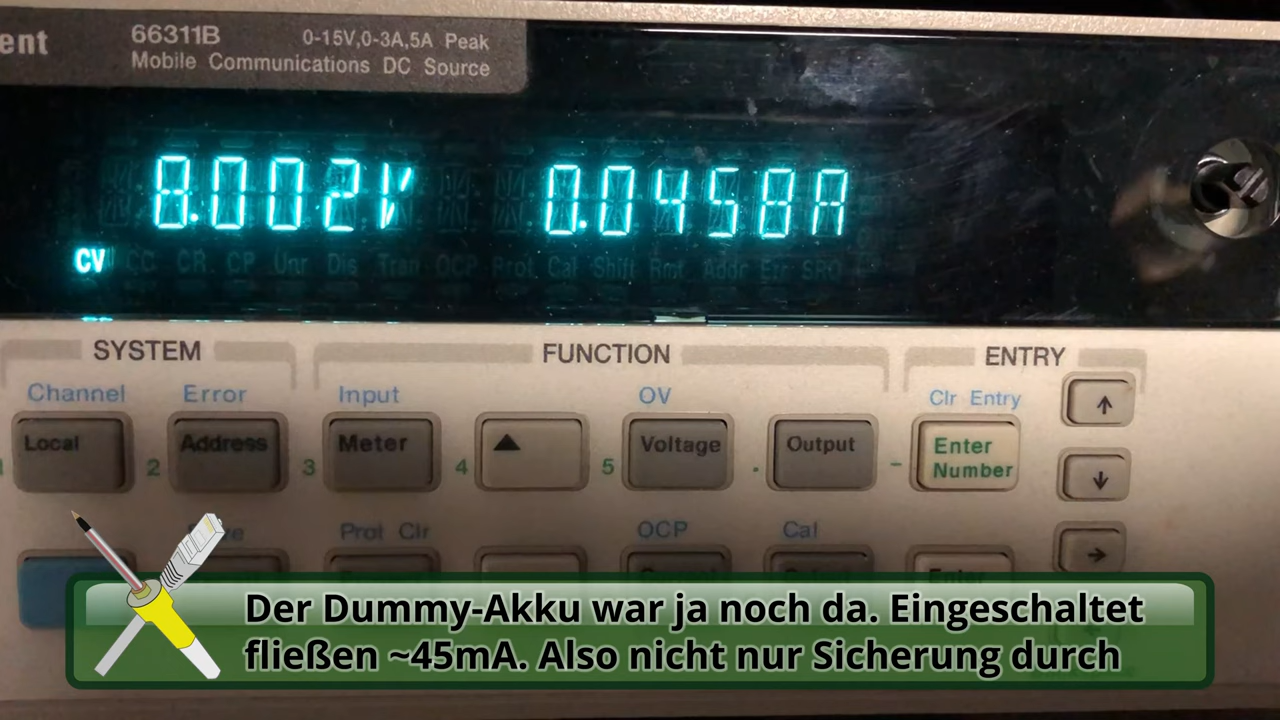 ent 66311B 0-15V,0-3A,5A Peak
Mobile Communications DC Source
8.002V 0.0458A
CV CC CR CP Unr Dis Tran OCP Prot Cal Shift Rmt Addr Err SRQ
SYSTEM FUNCTION ENTRY
Channel Error Input OV Clr Entry
Local Address Meter ▲ Voltage Output Enter
Number
1 2 3 4 5 . -
Prot Clr OCP Cal
Der Dummy-Akku war ja noch da. Eingeschaltet
fließen ~45mA. Also nicht nur Sicherung durch